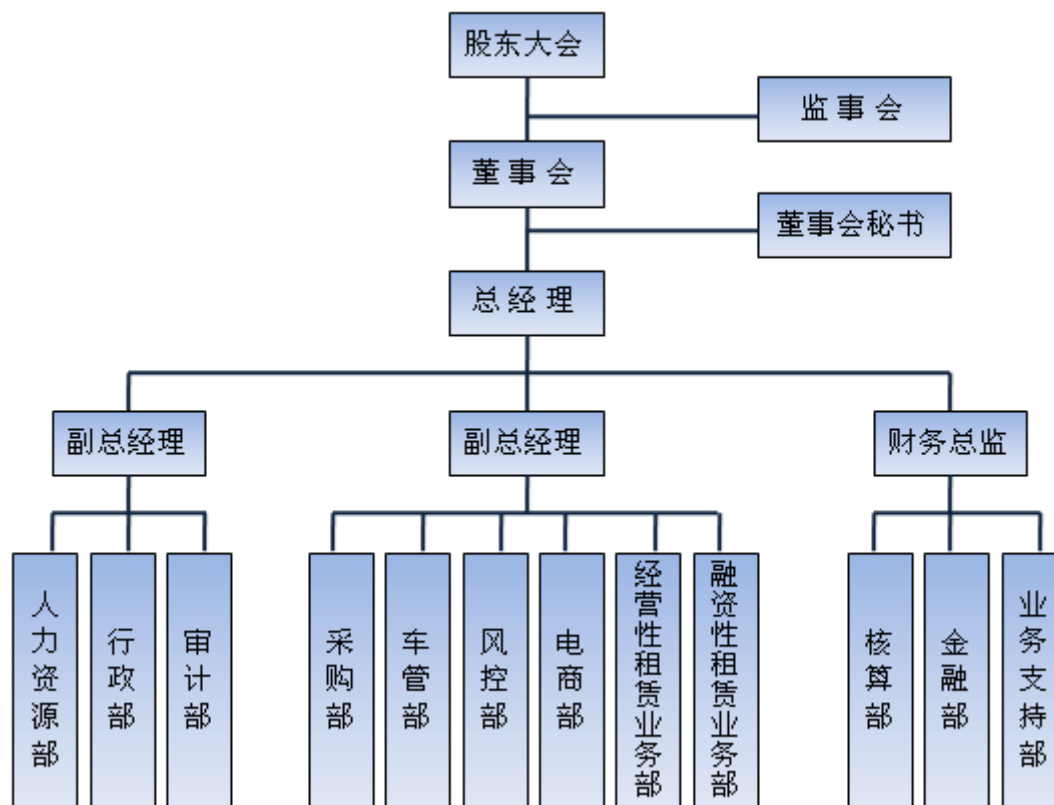 股东大会
监 事 会
董 事 会
董事会秘书
总 经 理
副总经理
副总经理
财务总监
人力资源部
行政部
审计部
采购部
车管部
风控部
电商部
经营性租赁业务部
融资性租赁业务部
核算部
金融部
业务支持部